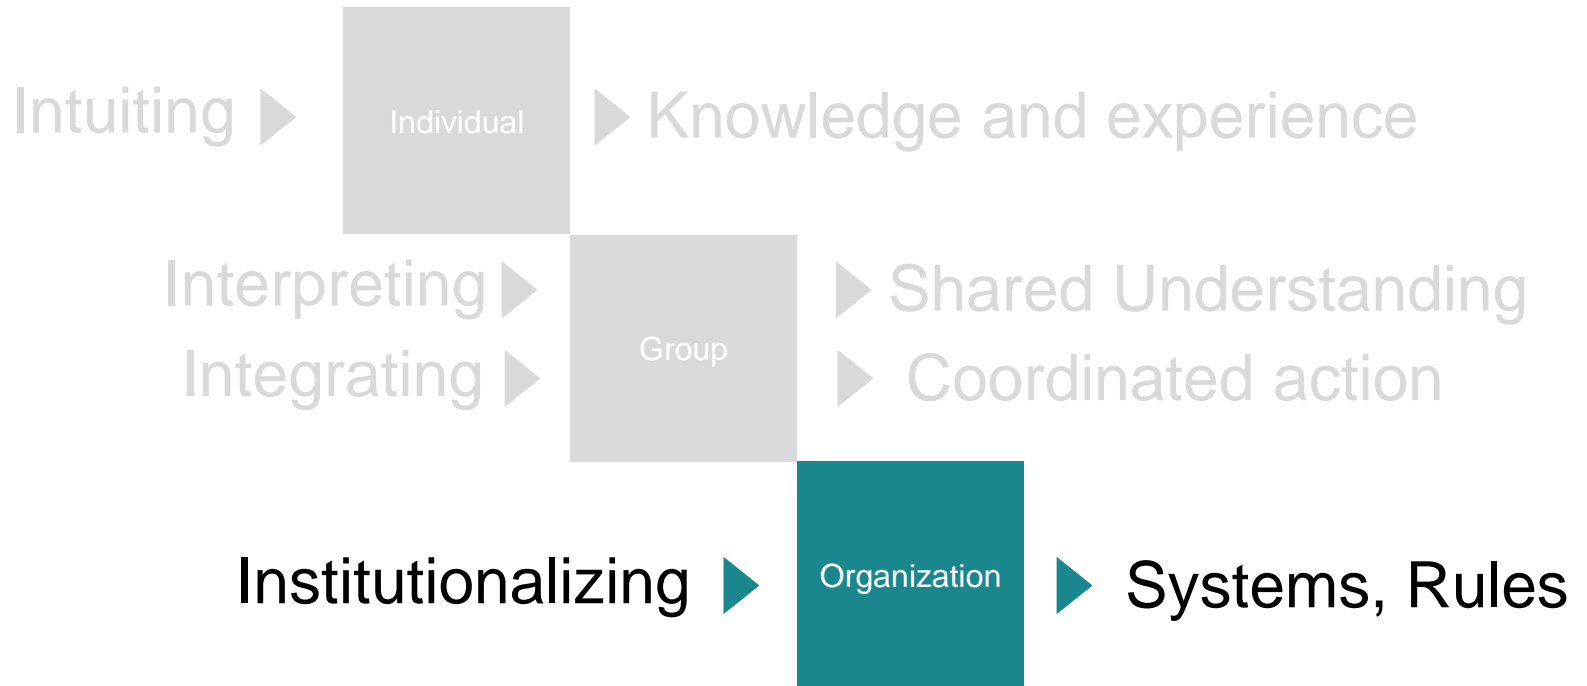 Intuiting
Individual
Knowledge and experience
Interpreting
Shared Understanding
Group
Integrating
Coordinated action
Institutionalizing
Organization
Systems, Rules